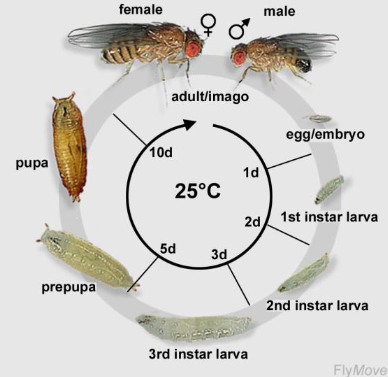 female ♀ ♂ male
adult/imago
egg/embryo
1st instar larva
2nd instar larva
3rd instar larva
prepupa
pupa
1d
2d
3d
5d
10d
25°C
FlyMove